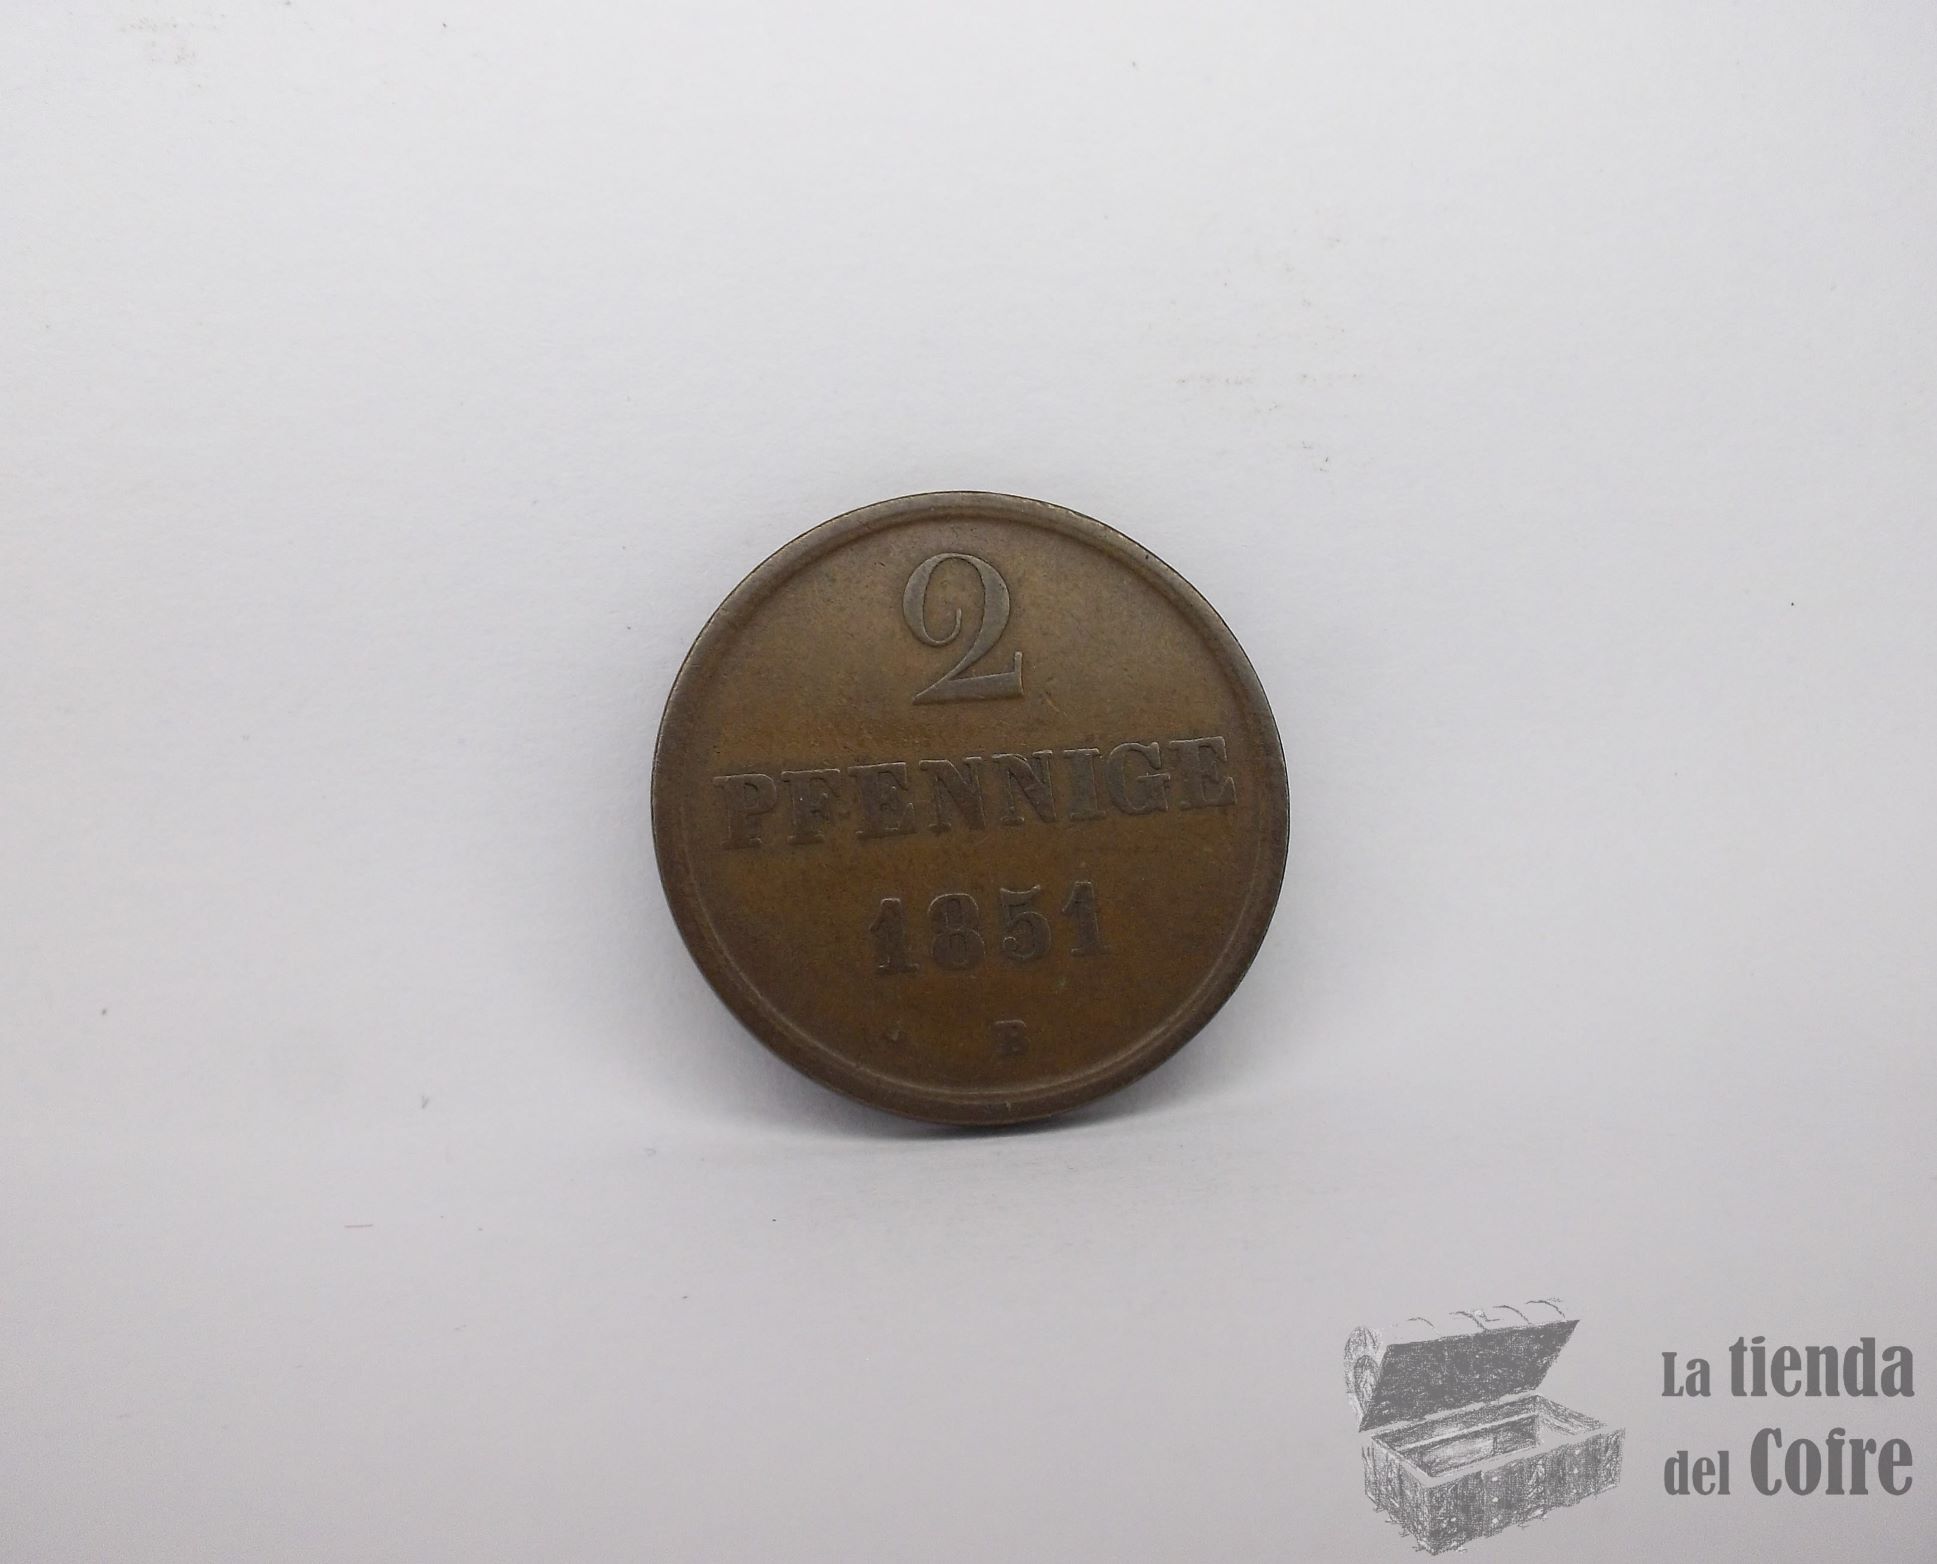 2
PFENNIGE
1851
B
La tienda
del Cofre